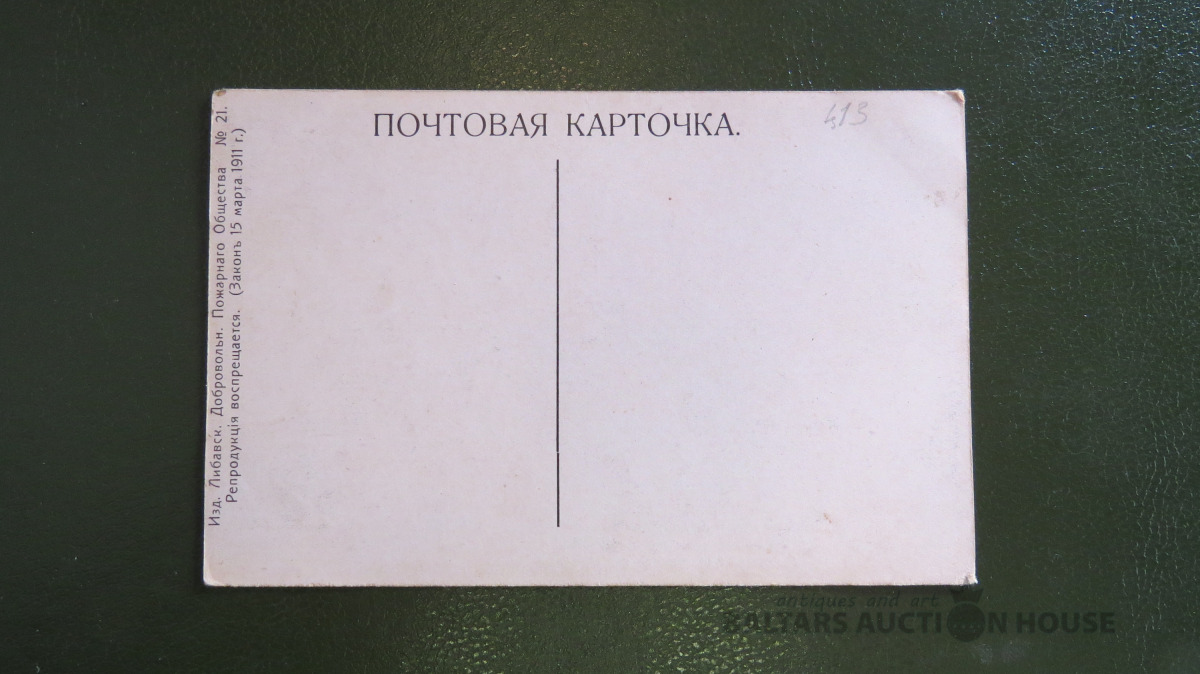 ПОЧТОВАЯ КАРТОЧКА.
413
Изд. Либавск. Добровольн. Пожарнаго Общества № 21.
Репродукція воспрещается. (Законъ 15 марта 1911 г.)
antiques and art
BALTARS AUCTION HOUSE